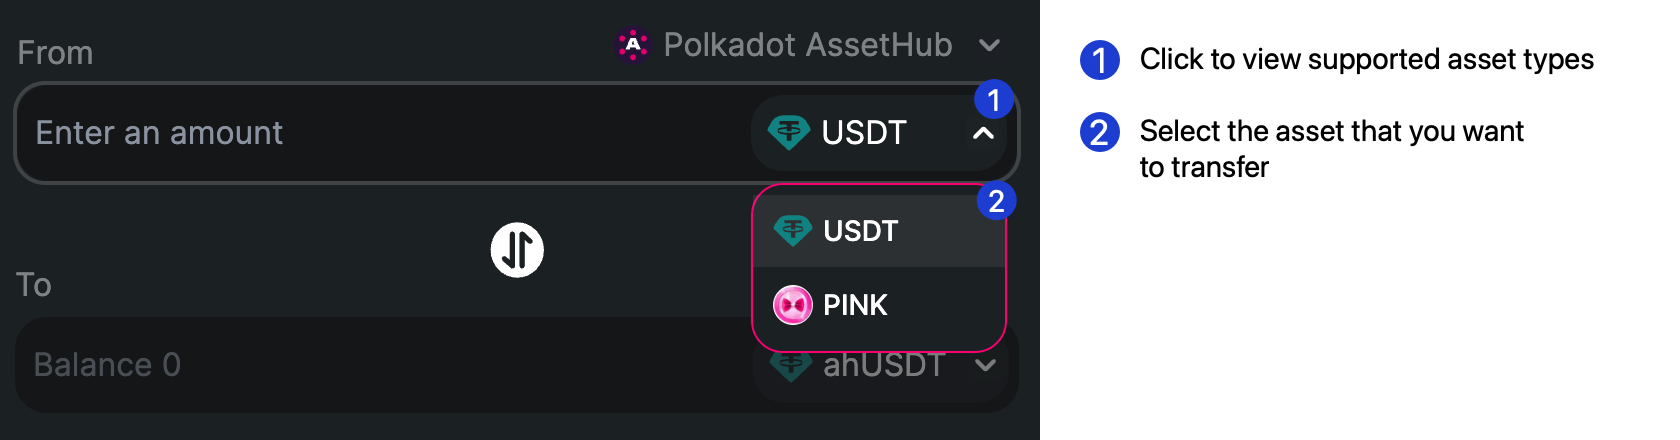 From
A Polkadot AssetHub
Enter an amount
USDT
1
2
USDT
PINK
To
Balance 0
ahUSDT
1 Click to view supported asset types
2 Select the asset that you want
to transfer